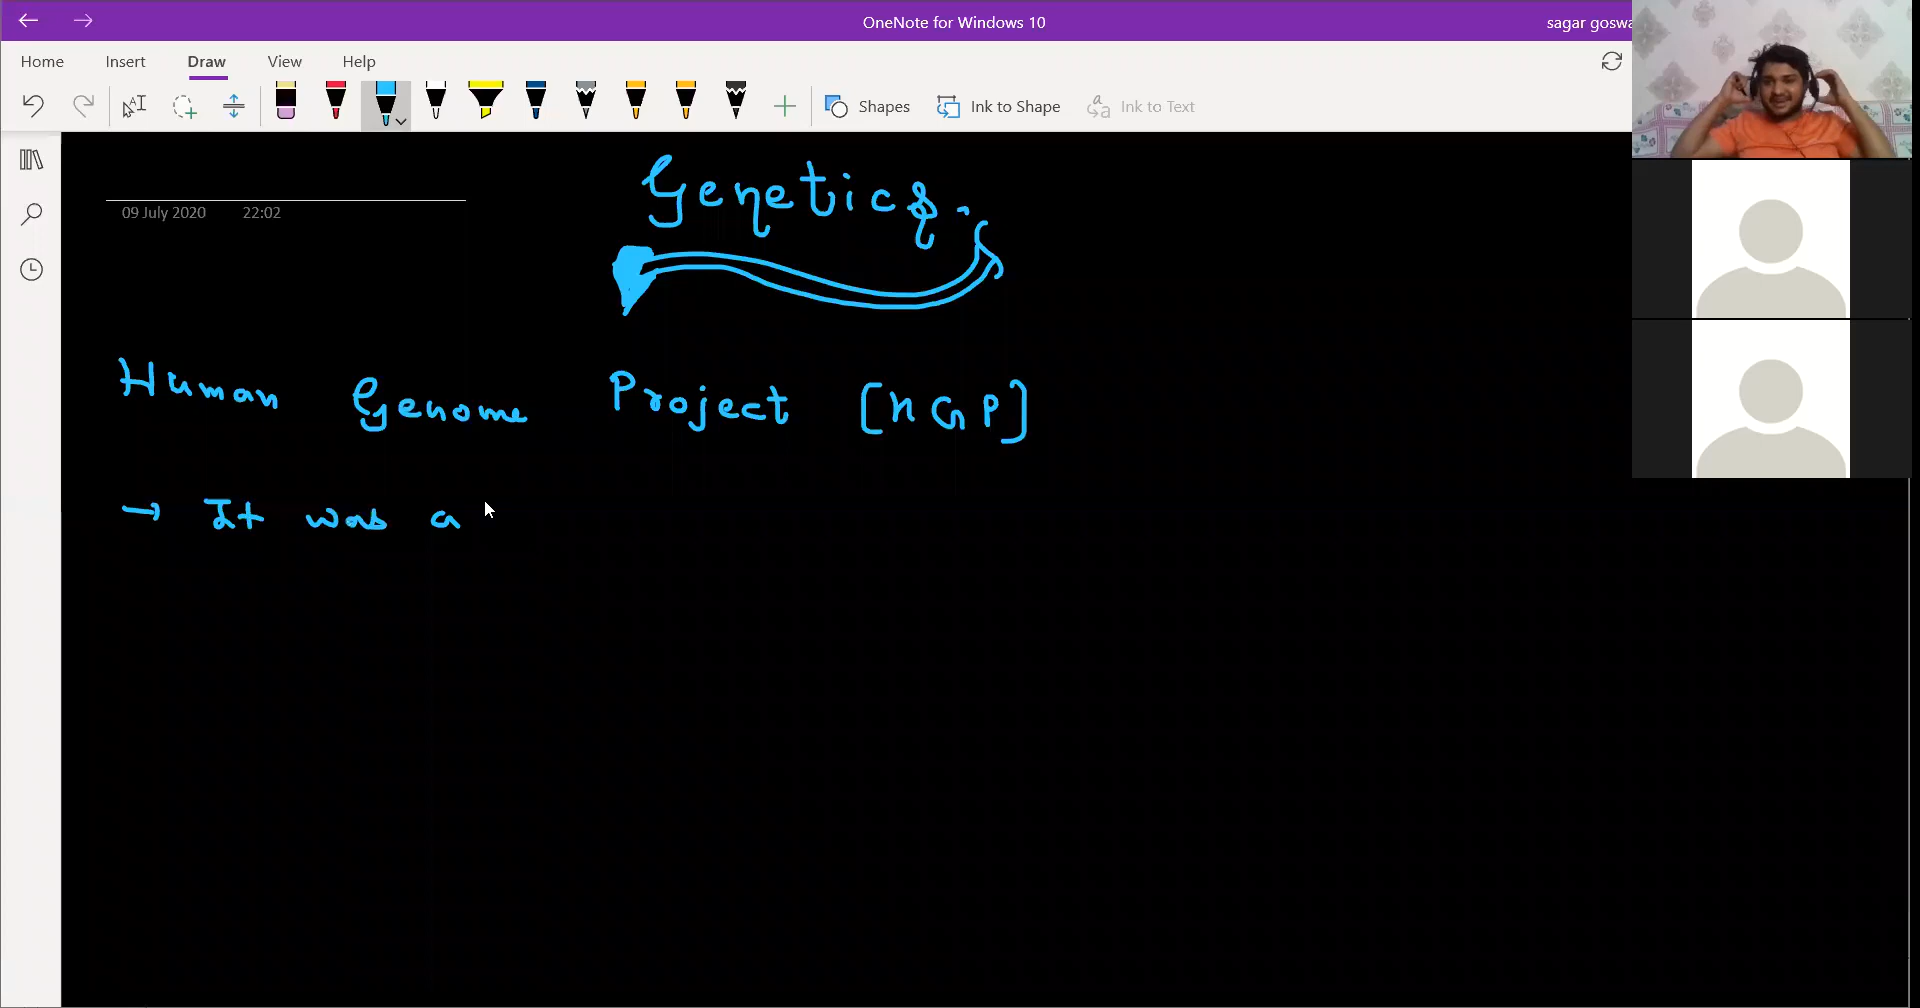 OneNote for Windows 10
sagar goswa
Home Insert Draw View Help
Shapes Ink to Shape Ink to Text
Genetics.
09 July 2020 22:02
Human Genome Project [HGP]
→ It was a